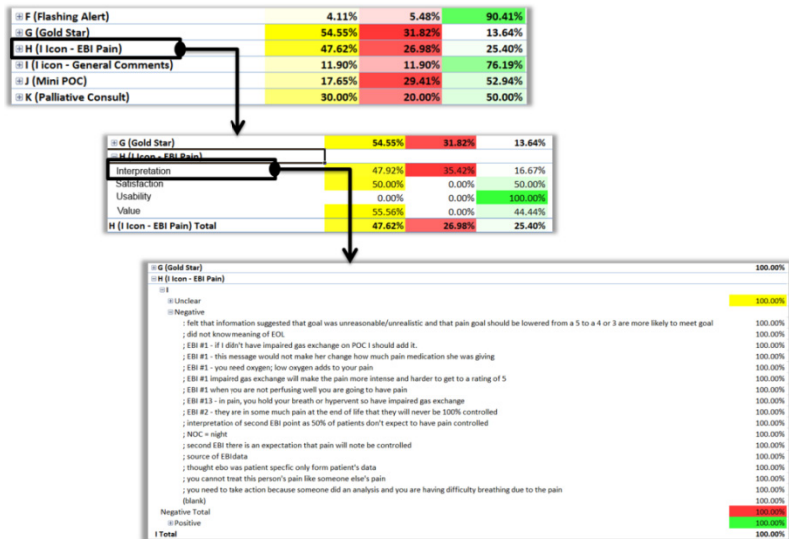 F (Flashing Alert) 4.11% 5.48% 90.41%
G (Gold Star) 54.55% 31.82% 13.64%
H (I Icon - EBI Pain) 47.62% 26.98% 25.40%
I (I icon - General Comments) 11.90% 11.90% 76.19%
J (Mini POC) 17.65% 29.41% 52.94%
K (Palliative Consult) 30.00% 20.00% 50.00%
G (Gold Star) 54.55% 31.82% 13.64%
H (I Icon - EBI Pain)
Interpretation 47.92% 35.42% 16.67%
Satisfaction 50.00% 0.00% 50.00%
Usability 0.00% 0.00% 100.00%
Value 55.56% 0.00% 44.44%
H (I Icon - EBI Pain) Total 47.62% 26.98% 25.40%
G (Gold Star) 100.00%
H (I Icon - EBI Pain)
I
Unclear 100.00%
Negative
; felt that information suggested that goal was unreasonable/unrealistic and that pain goal should be lowered from a 5 to a 4 or 3 are more likely to meet goal 100.00%
; did not know meaning of EOL 100.00%
; EBI #1 - if I didn't have impaired gas exchange on POC I should add it. 100.00%
; EBI #1 - this message would not make her change how much pain medication she was giving 100.00%
; EBI #1 - you need oxygen; low oxygen adds to your pain 100.00%
; EBI #1 impaired gas exchange will make the pain more intense and harder to get to a rating of 5 100.00%
; EBI #1 when you are not perfusing well you are going to have pain 100.00%
; EBI #13 - in pain, you hold your breath or hypervent so have impaired gas exchange 100.00%
; EBI #2 - they are in some much pain at the end of life that they will never be 100% controlled 100.00%
; interpretation of second EBI point as 50% of patients don't expect to have pain controlled 100.00%
; NOC = night 100.00%
; second EBI there is an expectation that pain will note be controlled 100.00%
; source of EBIdata 100.00%
; thought ebo was patient specfic only form patient's data 100.00%
; you cannot treat this person's pain like someone else's pain 100.00%
; you need to take action because someone did an analysis and you are having difficulty breathing due to the pain 100.00%
(blank) 100.00%
Negative Total 100.00%
Positive 100.00%
I Total 100.00%